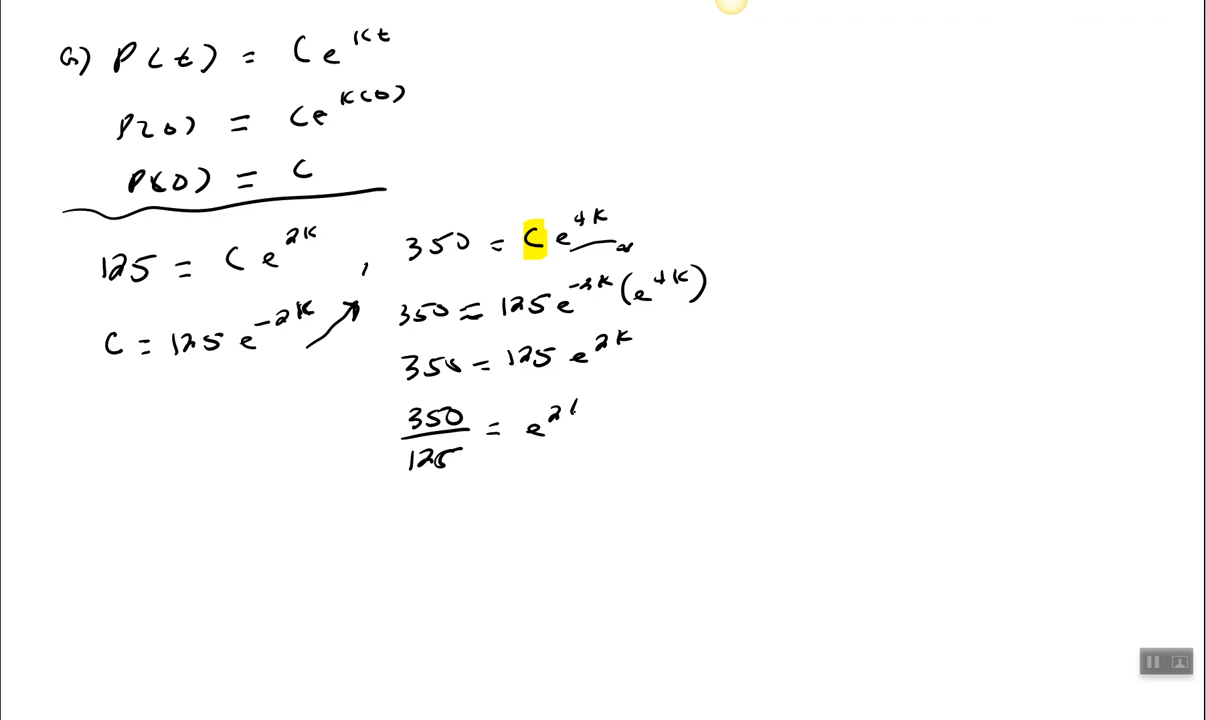 a) P(t) = Ce^{kt}
P(0) = Ce^{k(0)}
P(0) = C
125 = Ce^{2k} , 350 = Ce^{4k}
C = 125e^{-2k}
350 = 125e^{-2k}(e^{4k})
350 = 125e^{2k}
350/125 = e^{2